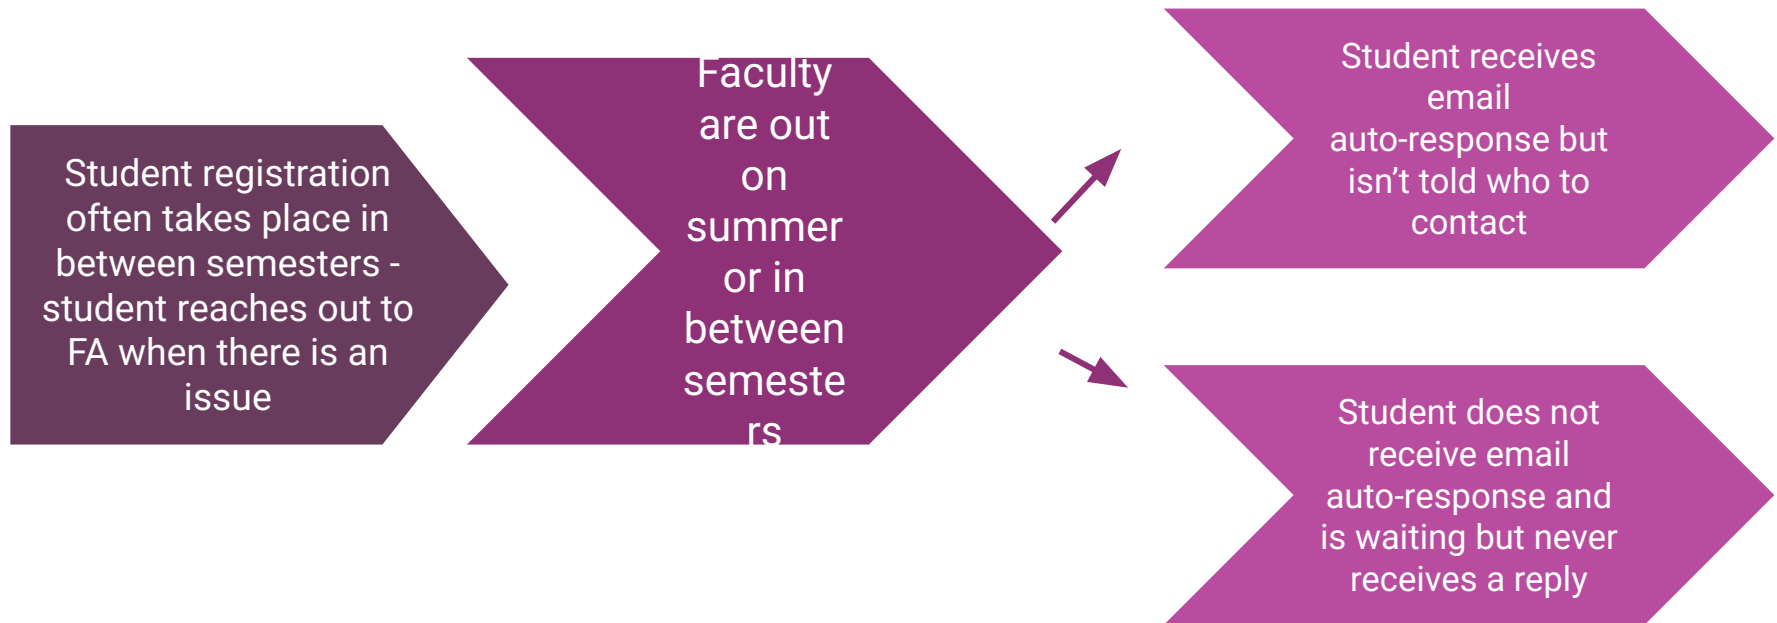 Student registration
often takes place in
between semesters -
student reaches out to
FA when there is an
issue
Faculty
are out
on
summer
or in
between
semeste
rs
Student receives
email
auto-response but
isn’t told who to
contact
Student does not
receive email
auto-response and
is waiting but never
receives a reply